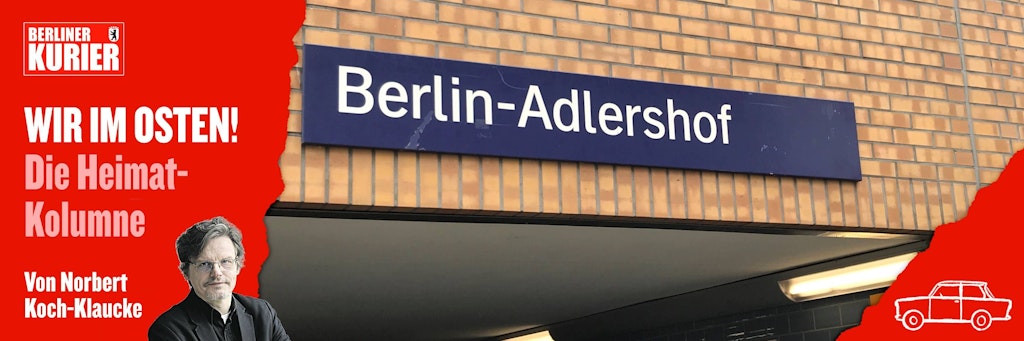 BERLINER
KURIER
WIR IM OSTEN!
Die Heimat-
Kolumne
Von Norbert
Koch-Klaucke
Berlin-Adlershof